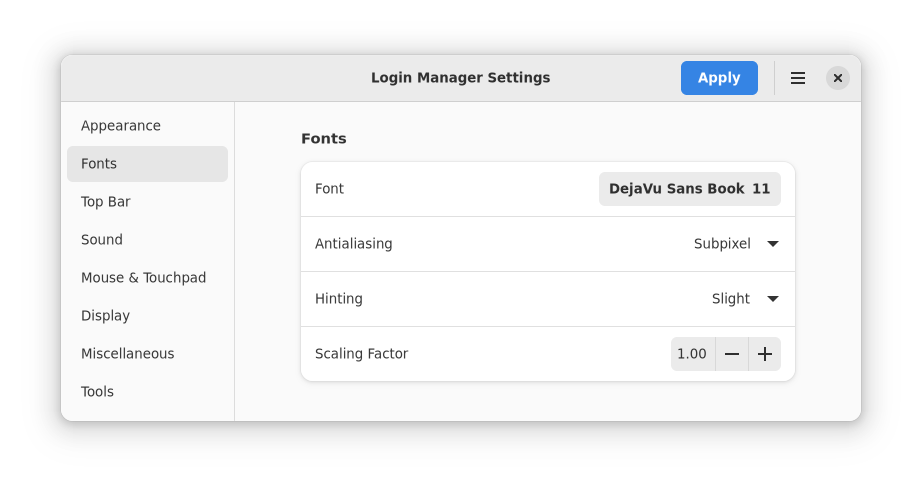 Login Manager Settings
Apply
Appearance
Fonts
Top Bar
Sound
Mouse & Touchpad
Display
Miscellaneous
Tools
Fonts
Font DejaVu Sans Book 11
Antialiasing Subpixel
Hinting Slight
Scaling Factor 1.00